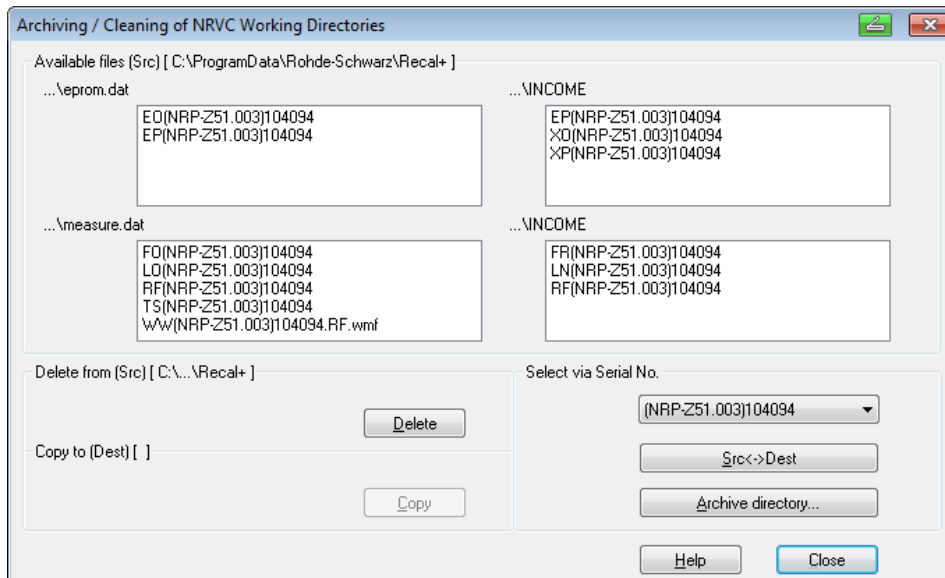 Archiving / Cleaning of NRVC Working Directories
Available files (Src) [ C:\ProgramData\Rohde-Schwarz\Recal+ ]
...\eprom.dat
EO(NRP-Z51.003)104094
EP(NRP-Z51.003)104094
...\INCOME
EP(NRP-Z51.003)104094
XO(NRP-Z51.003)104094
XP(NRP-Z51.003)104094
...\measure.dat
FO(NRP-Z51.003)104094
LO(NRP-Z51.003)104094
RF(NRP-Z51.003)104094
TS(NRP-Z51.003)104094
WW(NRP-Z51.003)104094.RF.wmf
...\INCOME
FR(NRP-Z51.003)104094
LN(NRP-Z51.003)104094
RF(NRP-Z51.003)104094
Delete from (Src) [ C:\...\Recal+ ]
Delete
Copy to (Dest) [ ]
Copy
Select via Serial No.
(NRP-Z51.003)104094
Src<->Dest
Archive directory...
Help
Close